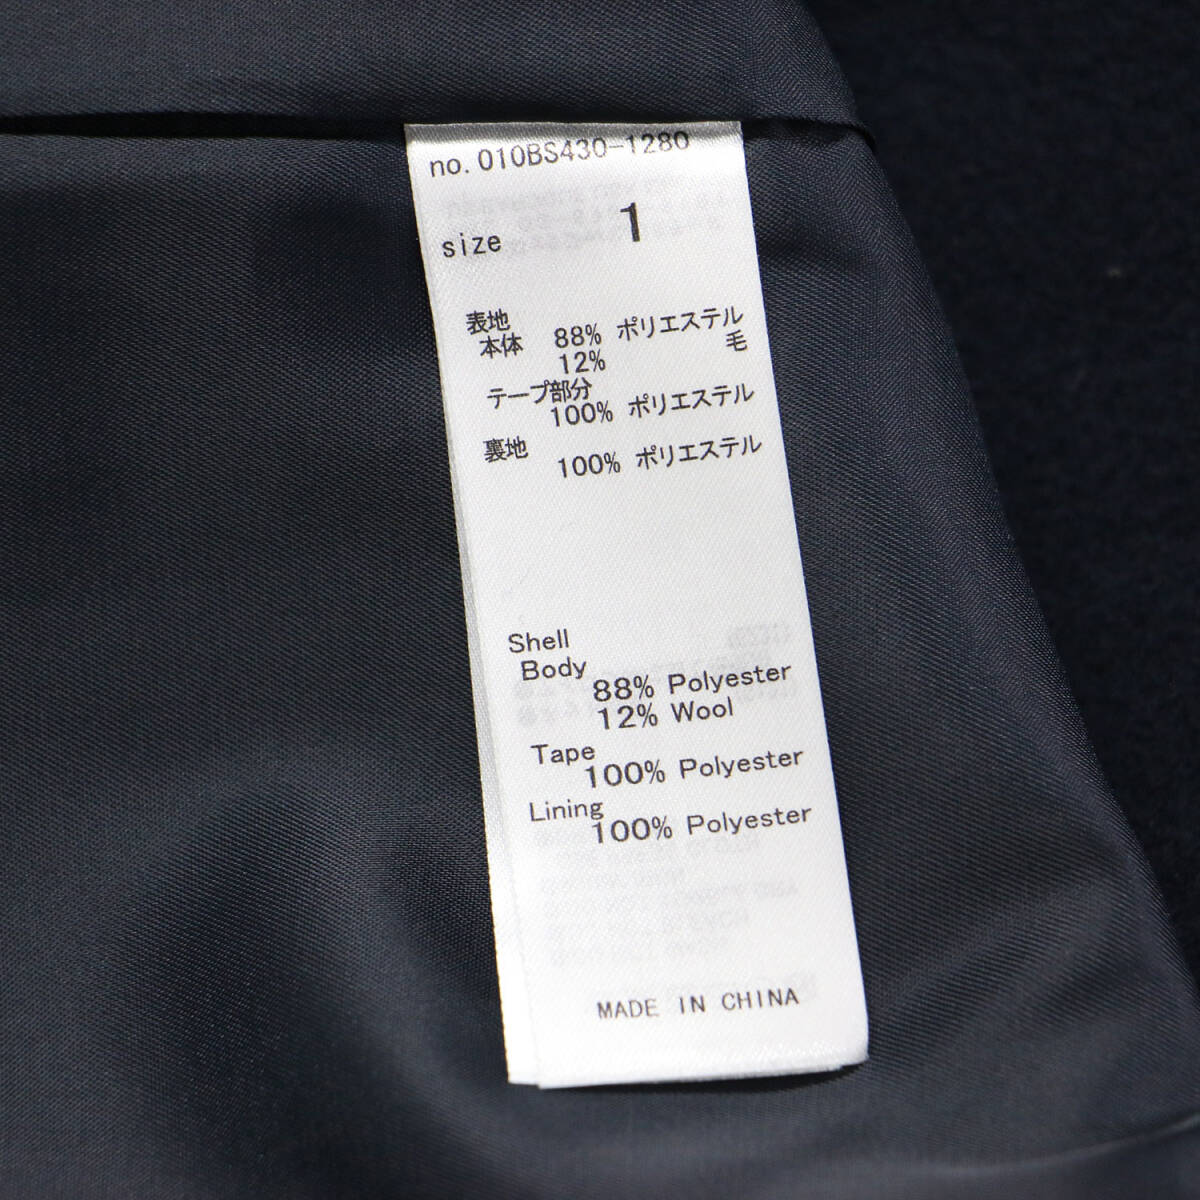 no. 010BS430-1280
size 1
表地
本体 88% ポリエステル
12% 毛
テープ部分
100% ポリエステル
裏地
100% ポリエステル
Shell
Body
88% Polyester
12% Wool
Tape
100% Polyester
Lining
100% Polyester
MADE IN CHINA